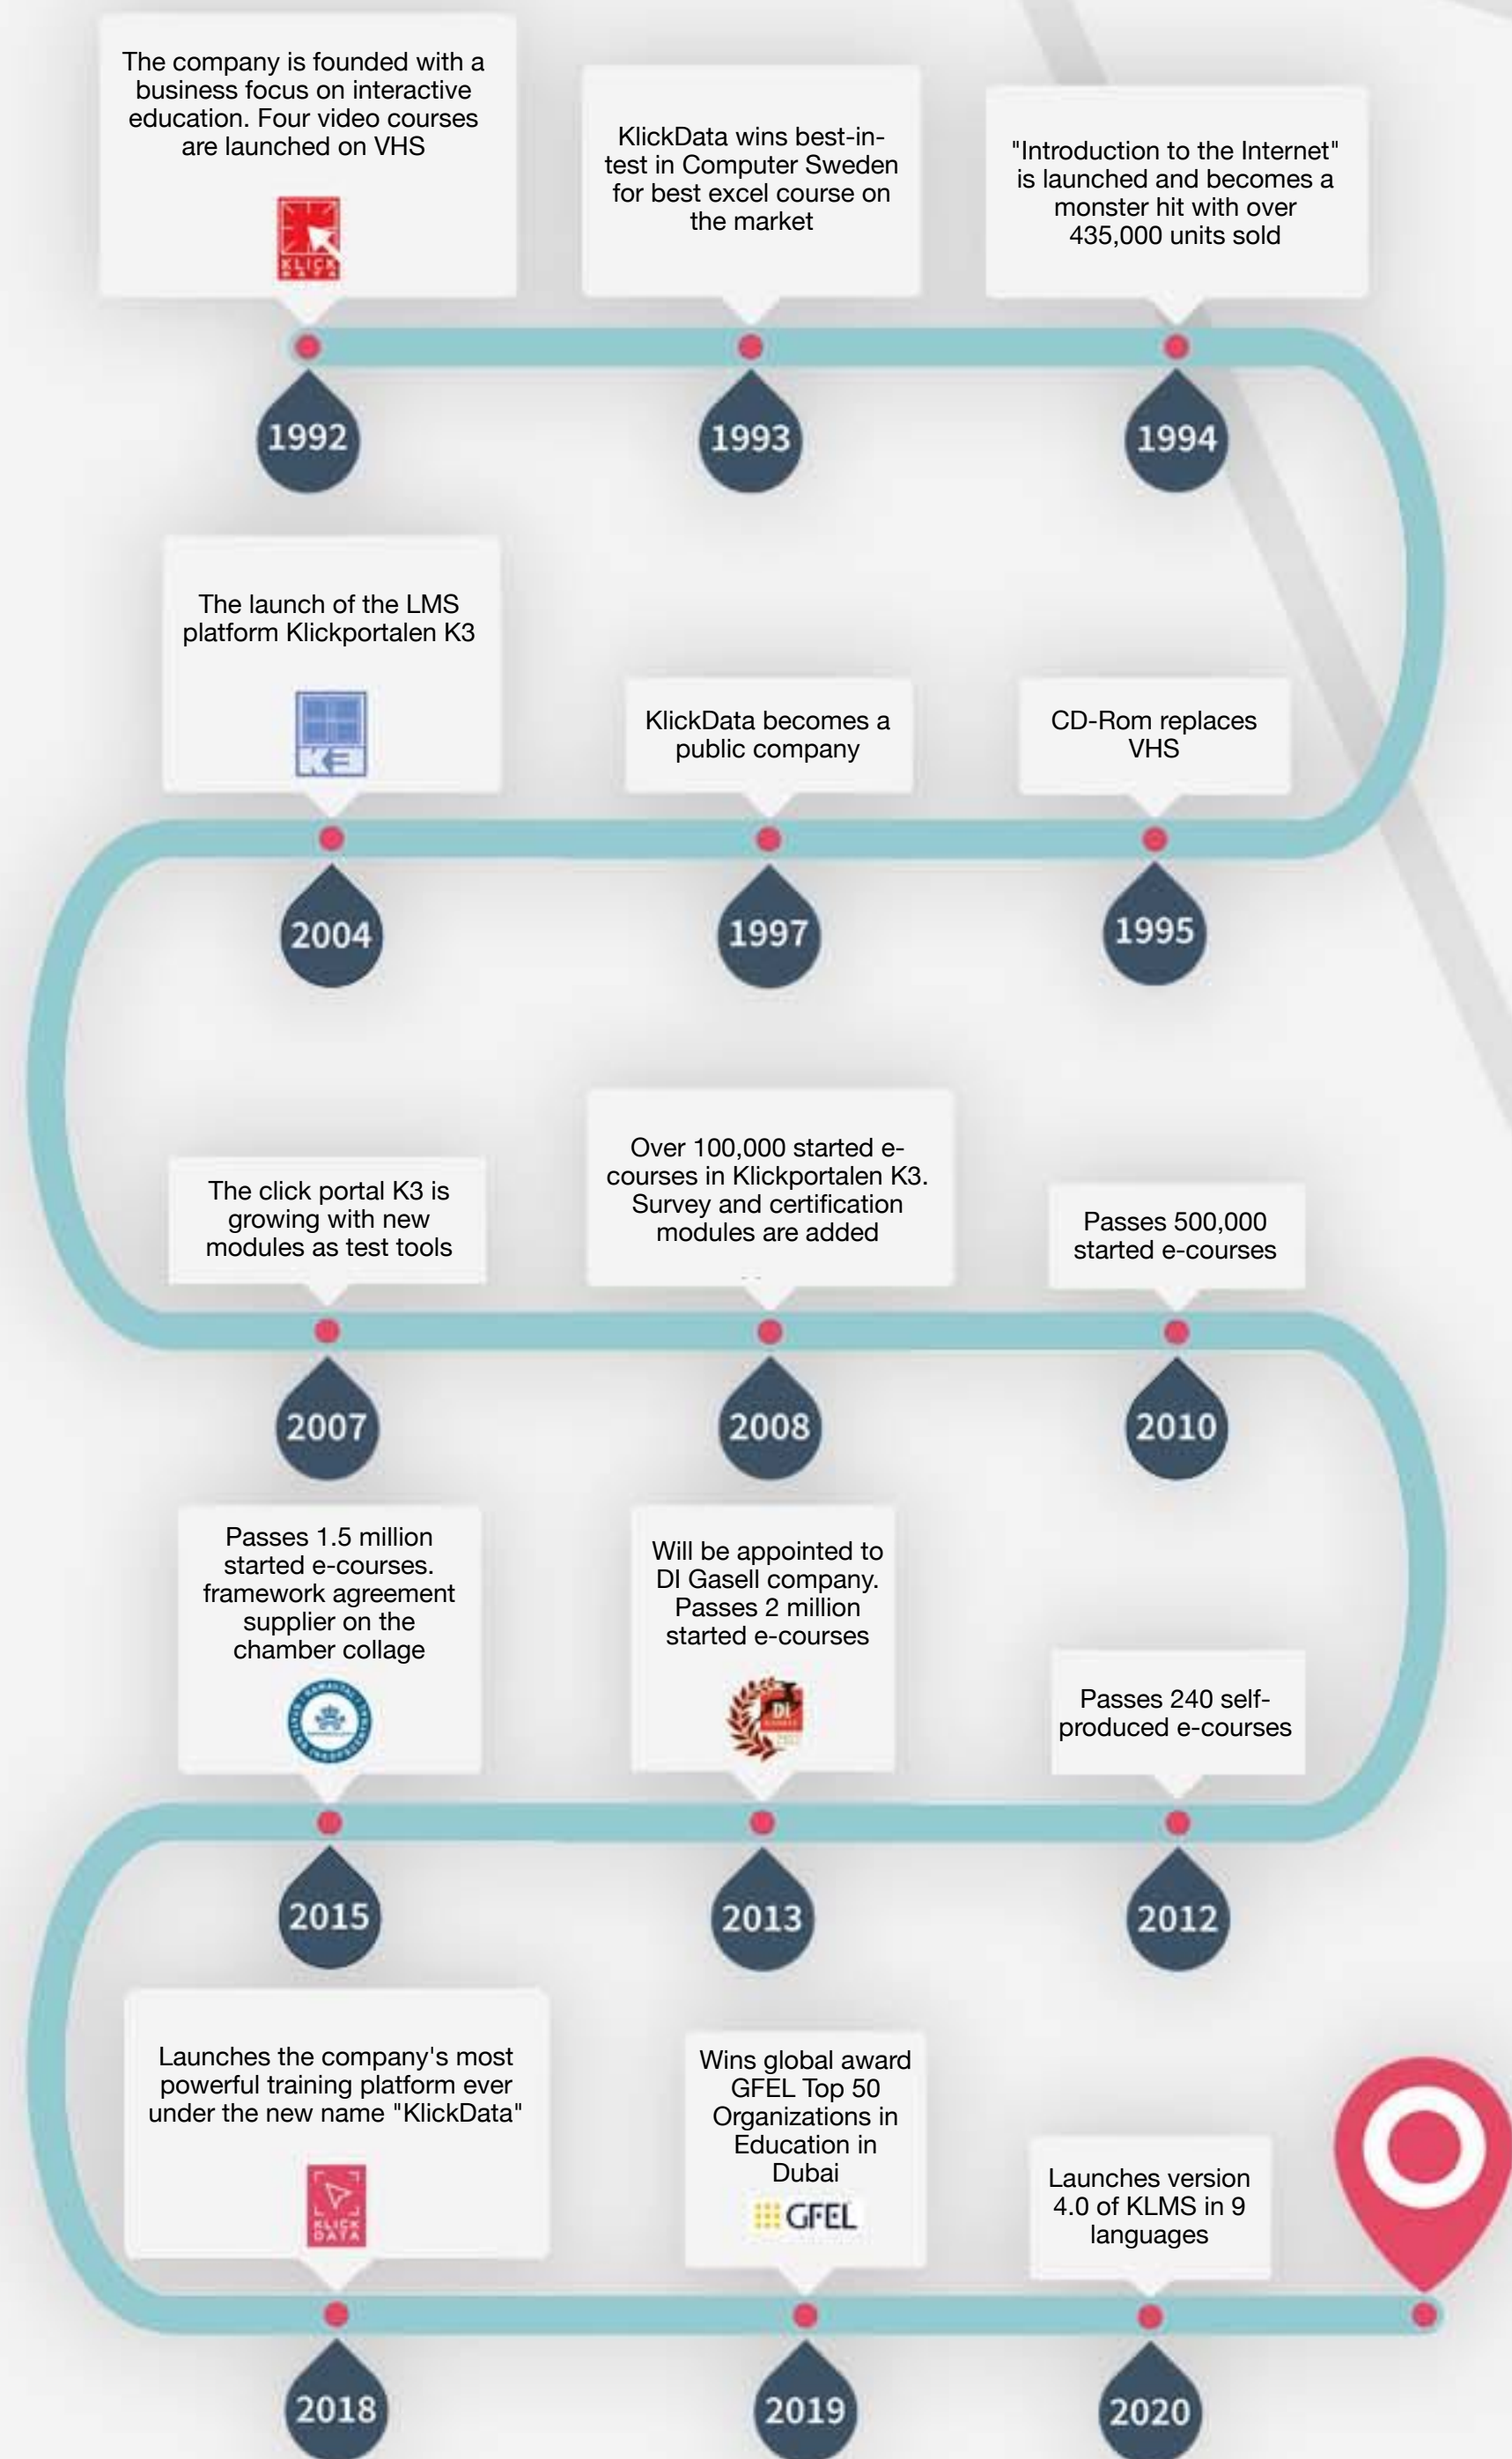 The company is founded with a
business focus on interactive
education. Four video courses
are launched on VHS
KLICK
DATA
1992
KlickData wins best-in-
test in Computer Sweden
for best excel course on
the market
1993
"Introduction to the Internet"
is launched and becomes a
monster hit with over
435,000 units sold
1994
CD-Rom replaces
VHS
1995
KlickData becomes a
public company
1997
The launch of the LMS
platform Klickportalen K3
K3
2004
The click portal K3 is
growing with new
modules as test tools
2007
Over 100,000 started e-
courses in Klickportalen K3.
Survey and certification
modules are added
2008
Passes 500,000
started e-courses
2010
Passes 240 self-
produced e-courses
2012
Will be appointed to
DI Gasell company.
Passes 2 million
started e-courses
DI
2013
Passes 1.5 million
started e-courses.
framework agreement
supplier on the
chamber collage
2015
Launches the company's most
powerful training platform ever
under the new name "KlickData"
KLICK
DATA
2018
Wins global award
GFEL Top 50
Organizations in
Education in
Dubai
GFEL
2019
Launches version
4.0 of KLMS in 9
languages
2020